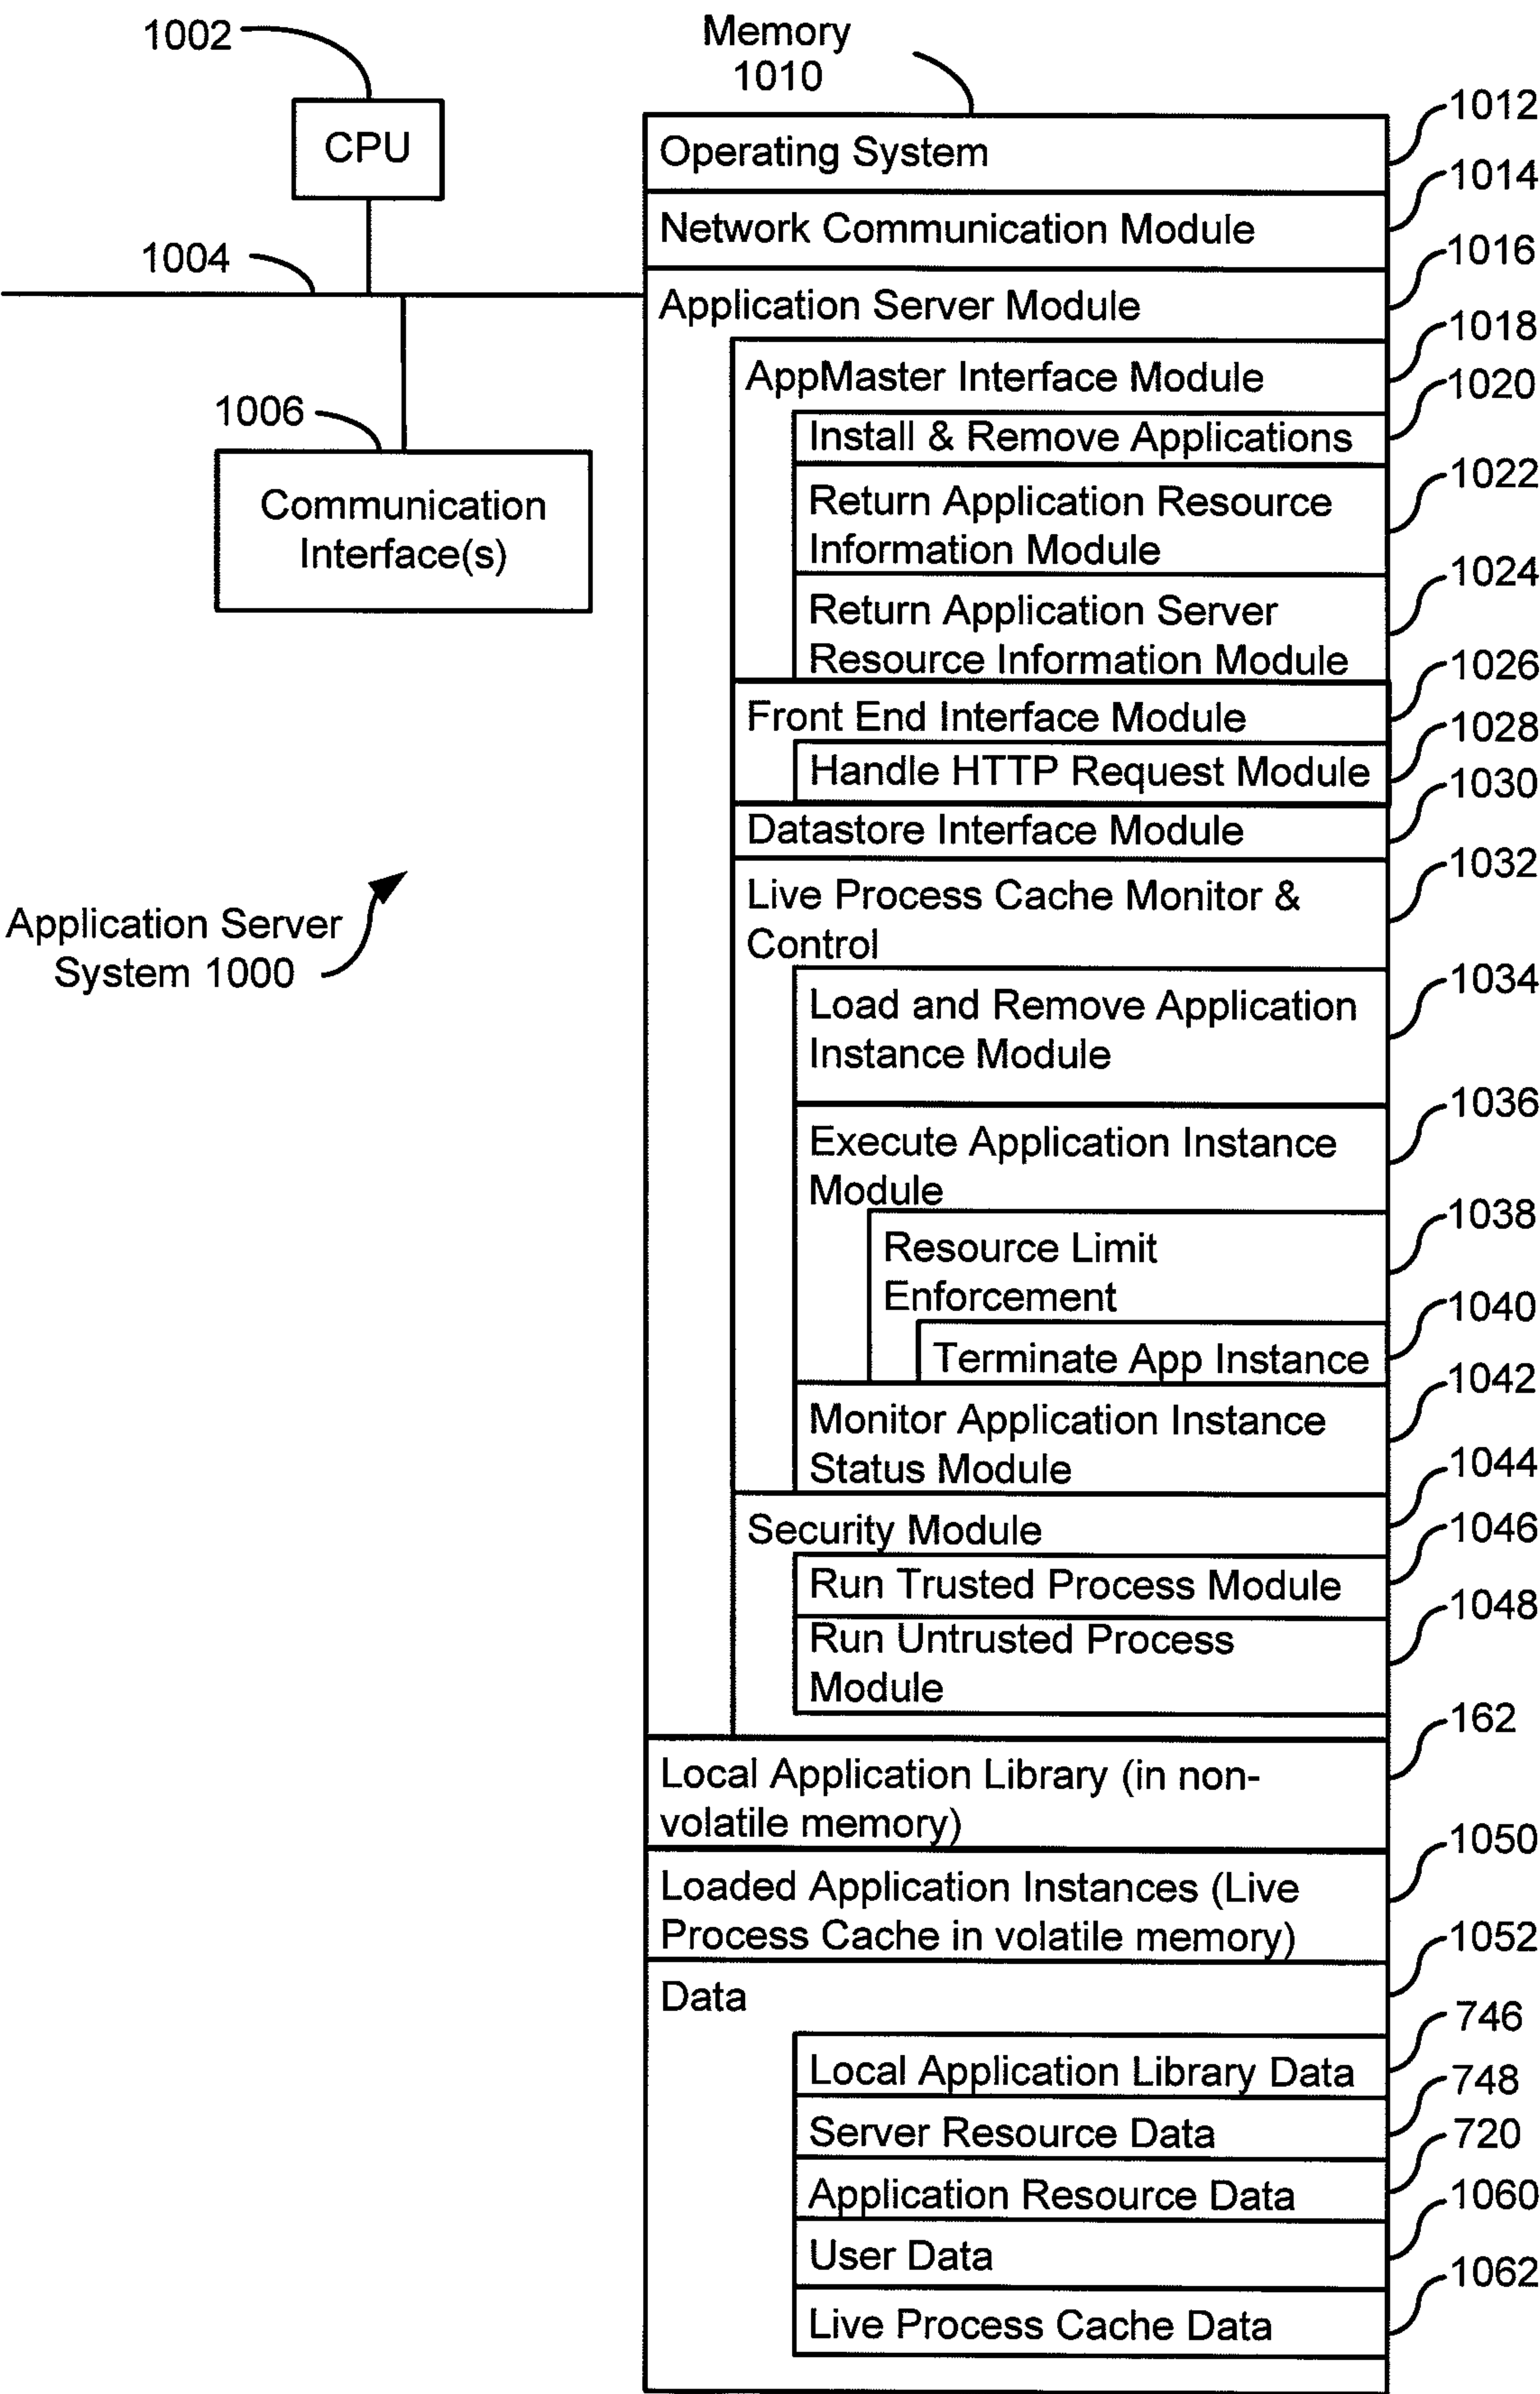 1002
CPU
1004
1006
Communication
Interface(s)
Application Server
System 1000
Memory
1010
Operating System
1012
Network Communication Module
1014
Application Server Module
1016
AppMaster Interface Module
1018
Install & Remove Applications
1020
Return Application Resource
Information Module
1022
Return Application Server
Resource Information Module
1024
Front End Interface Module
1026
Handle HTTP Request Module
1028
Datastore Interface Module
1030
Live Process Cache Monitor &
Control
1032
Load and Remove Application
Instance Module
1034
Execute Application Instance
Module
1036
Resource Limit
Enforcement
1038
Terminate App Instance
1040
Monitor Application Instance
Status Module
1042
Security Module
1044
Run Trusted Process Module
1046
Run Untrusted Process
Module
1048
Local Application Library (in non-
volatile memory)
162
Loaded Application Instances (Live
Process Cache in volatile memory)
1050
Data
1052
Local Application Library Data
746
Server Resource Data
748
Application Resource Data
720
User Data
1060
Live Process Cache Data
1062